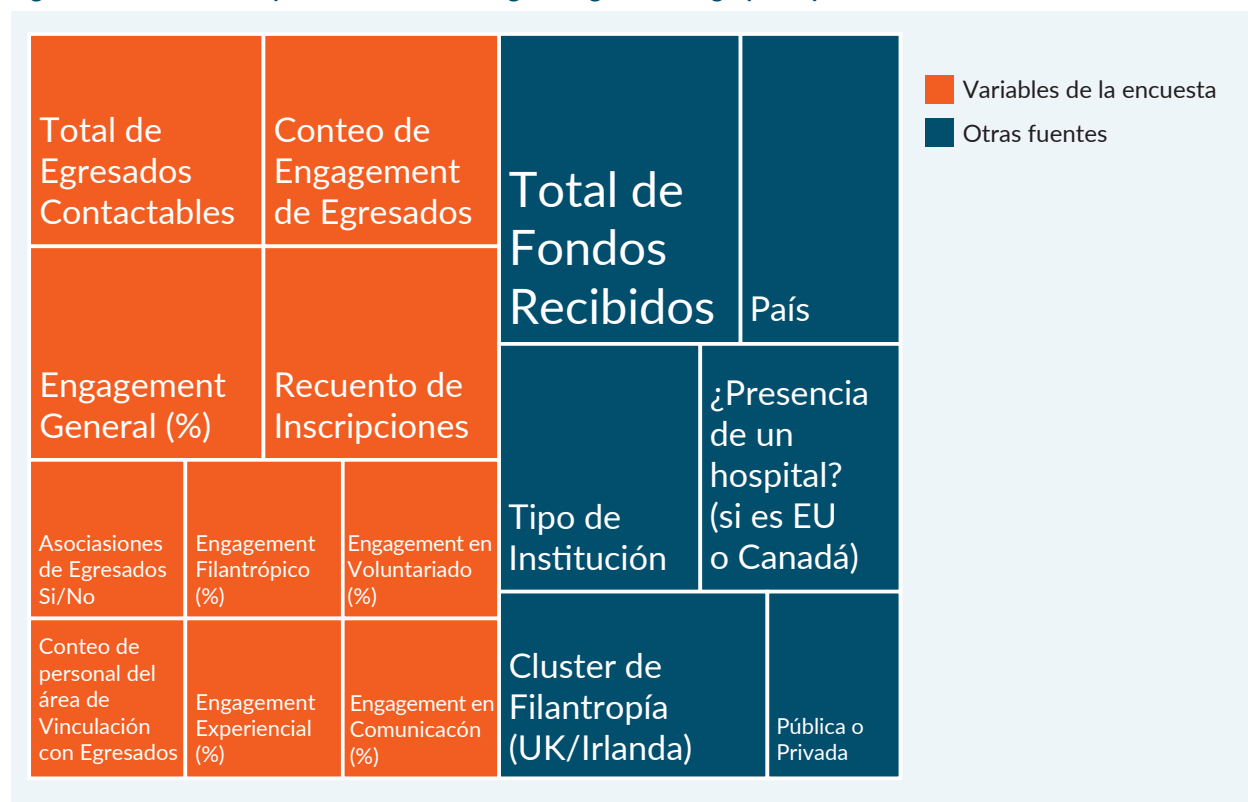 Total de
Egresados
Contactables
Conteo de
Engagement
de Egresados
Engagement
General (%)
Recuento de
Inscripciones
Asociasiones
de Egresados
Si/No
Engagement
Filantrópico
(%)
Engagement en
Voluntariado
(%)
Conteo de
personal del
área de
Vinculación
con Egresados
Engagement
Experiencial
(%)
Engagement en
Comunicacón
(%)
Total de
Fondos
Recibidos
País
Tipo de
Institución
¿Presencia
de un
hospital?
(si es EU
o Canadá)
Cluster de
Filantropía
(UK/Irlanda)
Pública o
Privada
Variables de la encuesta
Otras fuentes